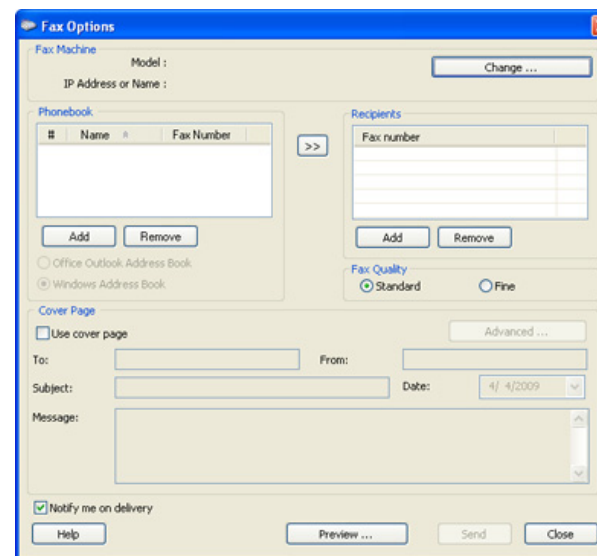 Fax Options
Fax Machine
Model :
Change ...
IP Address or Name :
Phonebook
# Name Fax Number
>>
Add Remove
Office Outlook Address Book
Windows Address Book
Recipients
Fax number
Add Remove
Fax Quality
Standard Fine
Cover Page
Use cover page
Advanced ...
To: From:
Subject: Date: 4/ 4/2009
Message:
Notify me on delivery
Help Preview ... Send Close